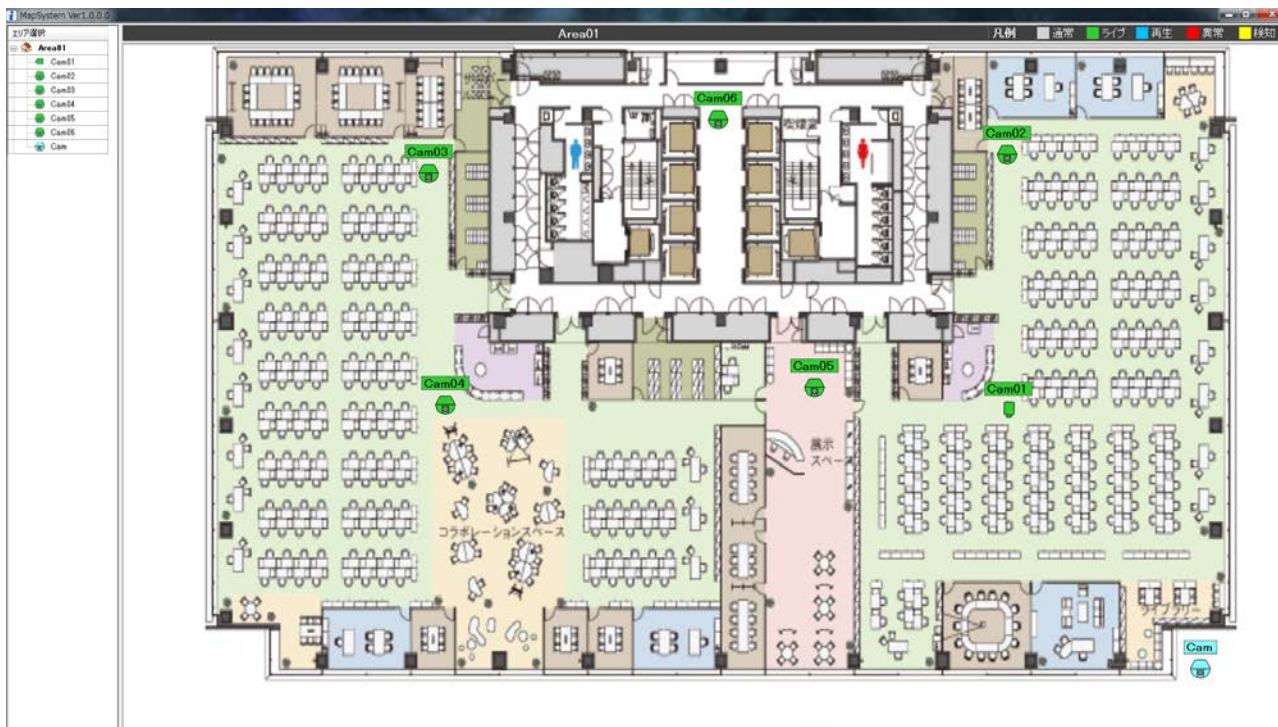 MapSystem Ver1.0.0.0
エリア選択
Area01
凡例 通常 ライブ 再生 異常 検知
Area01
Cam01
Cam02
Cam03
Cam04
Cam05
Cam06
Cam
Cam06
喫煙室
Cam03
Cam02
Cam05
Cam04
Cam01
展示
スペース
コラボレーションスペース
ライブラリー
Cam